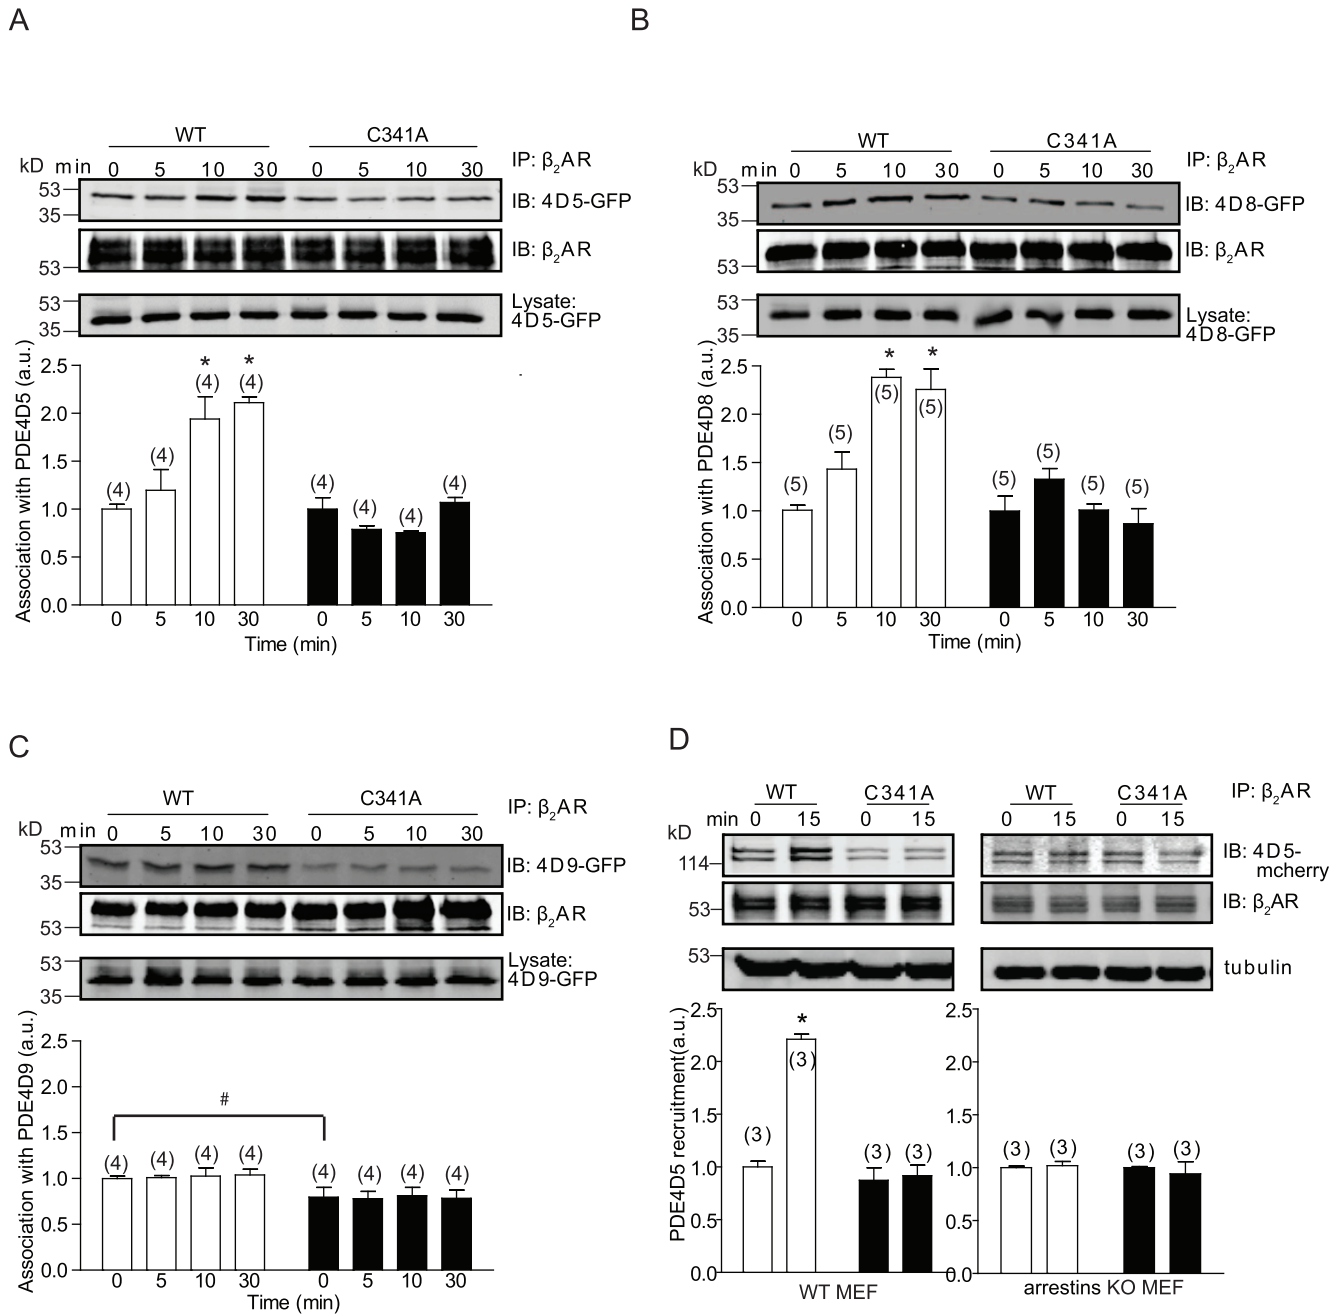 A
WT C341A
kD min 0 5 10 30 0 5 10 30 IP: β2AR
53
35
IB: 4D5-GFP
53
IB: β2AR
53
35
Lysate:
4D5-GFP
Association with PDE4D5 (a.u.)
2.5
2.0
1.5
1.0
0.5
0.0
(4) (4) * (4) * (4) (4) (4) (4) (4)
0 5 10 30 0 5 10 30
Time (min)
B
WT C341A
kD min 0 5 10 30 0 5 10 30 IP: β2AR
53
35
IB: 4D8-GFP
53
IB: β2AR
53
35
Lysate:
4D8-GFP
Association with PDE4D8 (a.u.)
2.5
2.0
1.5
1.0
0.5
0.0
(5) (5) * (5) * (5) (5) (5) (5) (5)
0 5 10 30 0 5 10 30
Time (min)
C
WT C341A
kD min 0 5 10 30 0 5 10 30 IP: β2AR
53
35
IB: 4D9-GFP
53
IB: β2AR
53
35
Lysate:
4D9-GFP
Association with PDE4D9 (a.u.)
2.5
2.0
1.5
1.0
0.5
0.0
#
(4) (4) (4) (4) (4) (4) (4) (4)
0 5 10 30 0 5 10 30
Time (min)
D
WT C341A WT C341A IP: β2AR
kD min 0 15 0 15 0 15 0 15
114
IB: 4D5-
mcherry
53
IB: β2AR
53
tubulin
PDE4D5 recruitment(a.u.)
2.5
2.0
1.5
1.0
0.5
0.0
(3) * (3) (3) (3)
WT MEF
2.5
2.0
1.5
1.0
0.5
0.0
(3) (3) (3) (3)
arrestins KO MEF